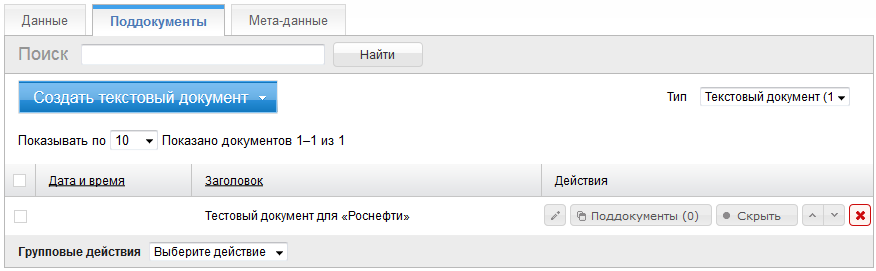 Данные Поддокументы Мета-данные
Поиск Найти
Создать текстовый документ Тип Текстовый документ (1
Показывать по 10 Показано документов 1–1 из 1
Дата и время Заголовок Действия
Тестовый документ для «Роснефти» Поддокументы (0) Скрыть
Групповые действия Выберите действие